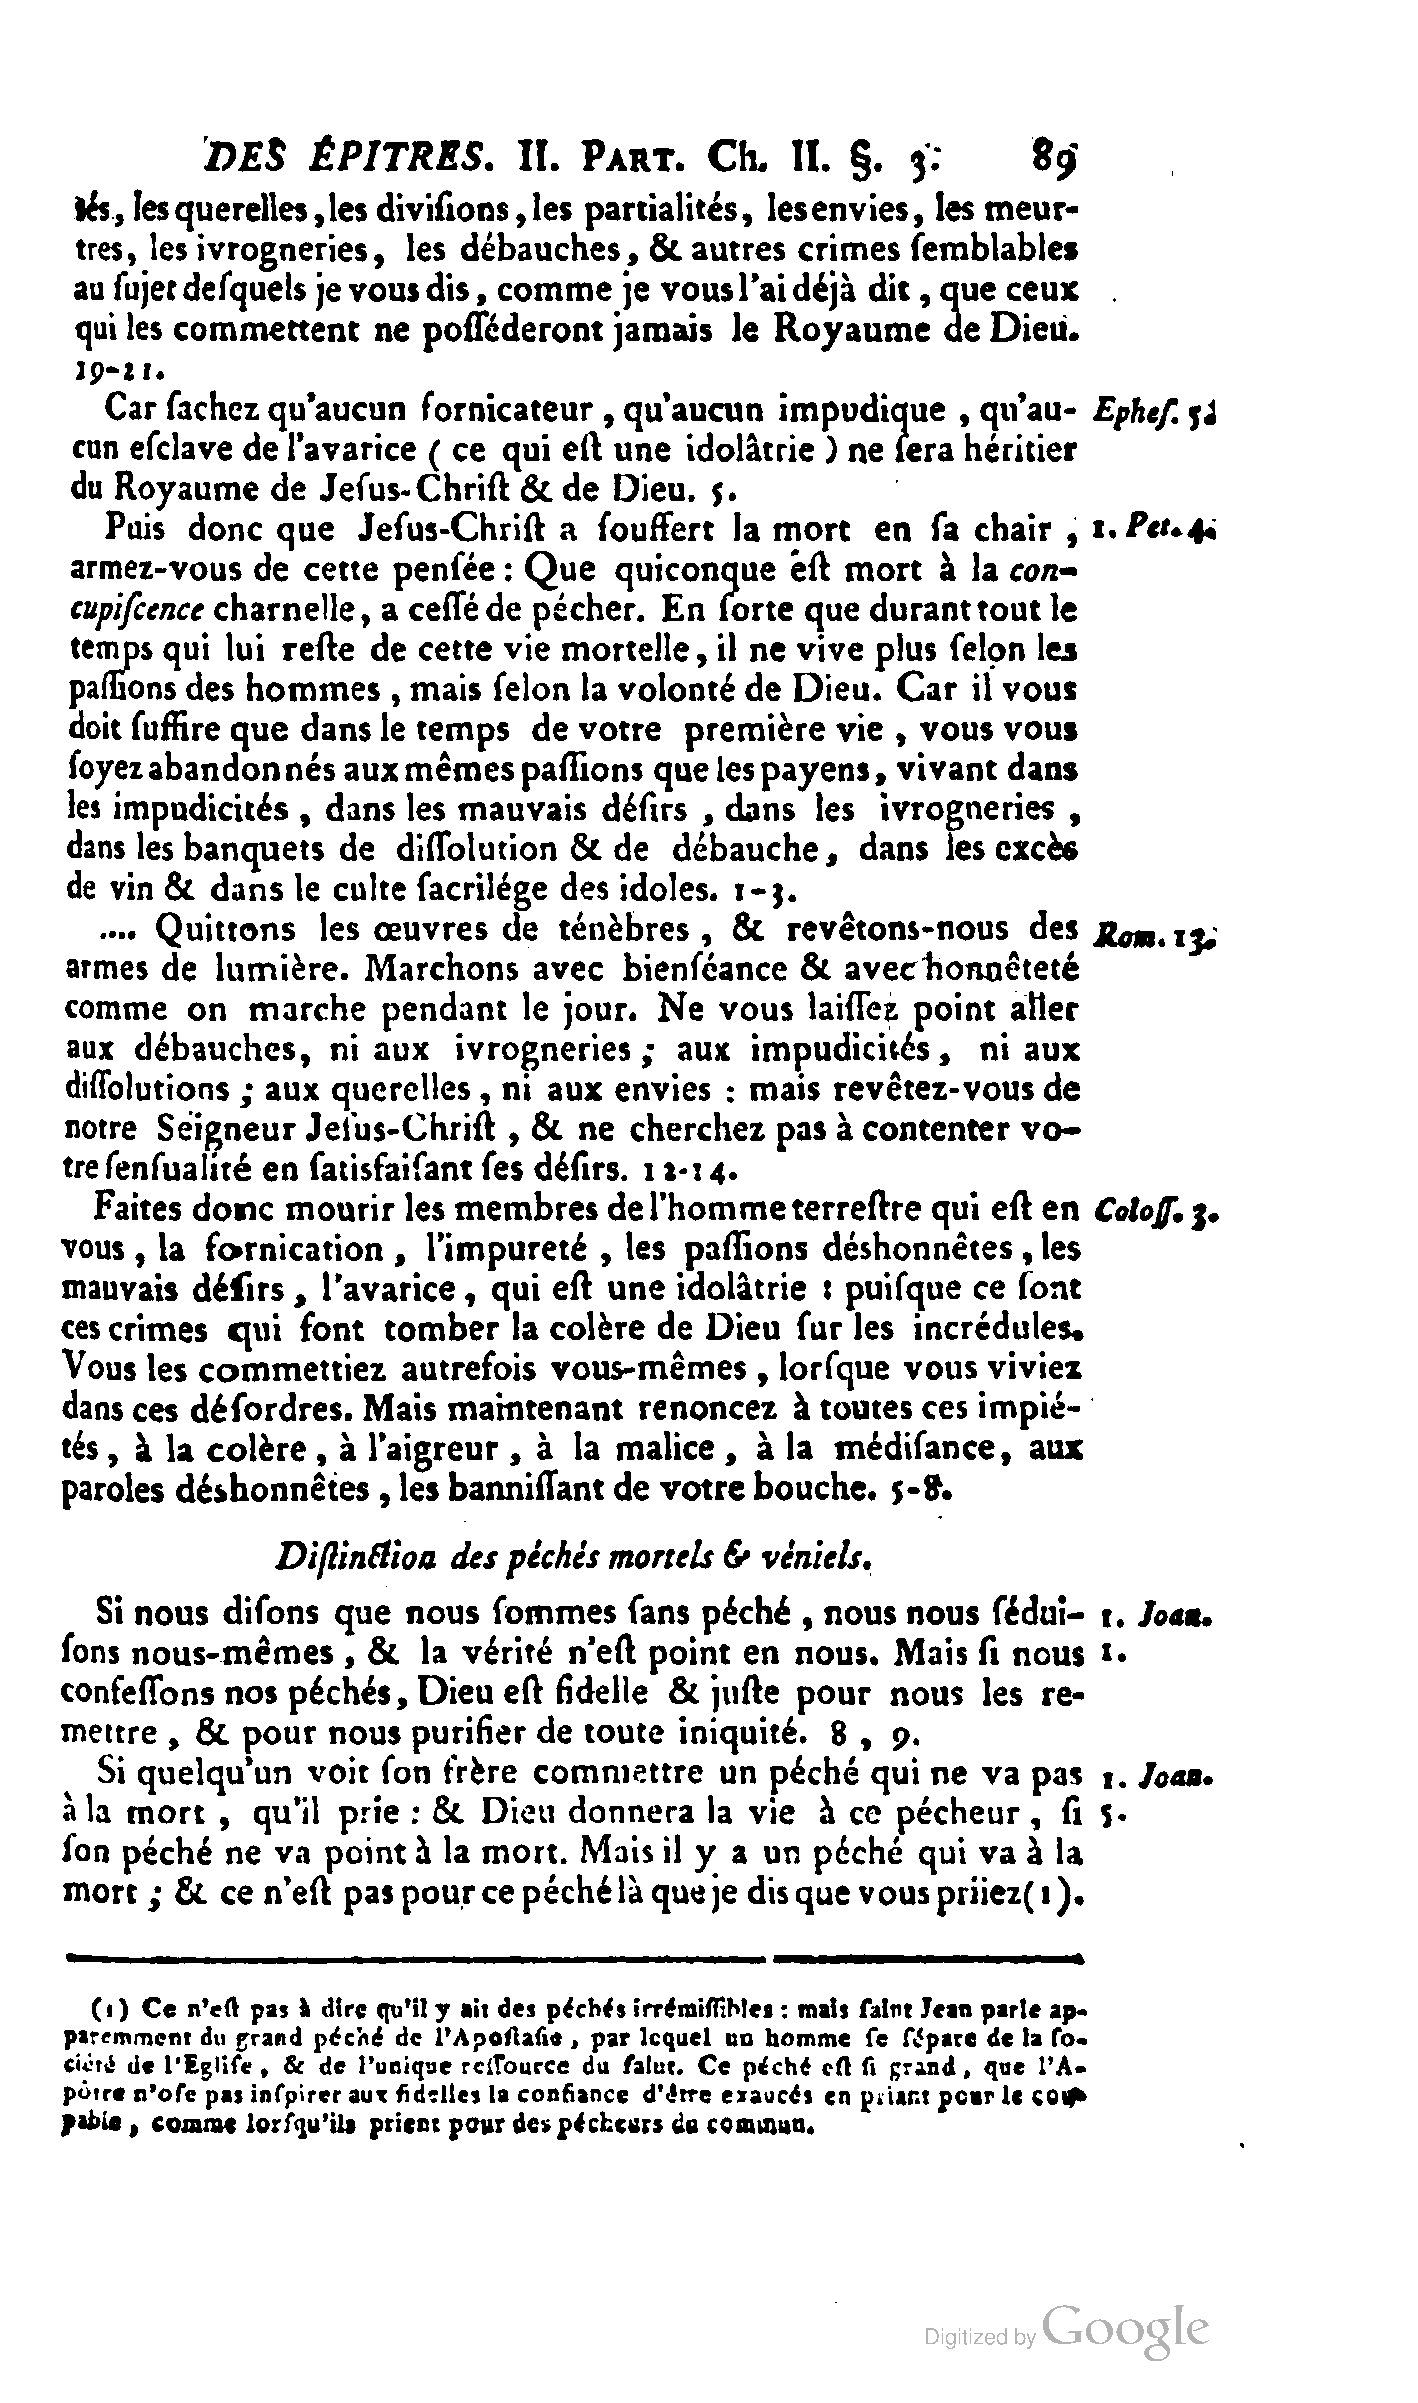 DES ÉPITRES. II. PART. Ch. II. §. 3. 89
tés, les querelles, les diviſions, les partialités, les envies, les meur-
tres, les ivrogneries, les débauches, & autres crimes ſemblables
au ſujet deſquels je vous dis, comme je vous l'ai déjà dit, que ceux
qui les commettent ne poſſéderont jamais le Royaume de Dieu.
19-21.
Car ſachez qu'aucun fornicateur, qu'aucun impudique, qu'au- Epheſ. 5.
cun eſclave de l'avarice ( ce qui eſt une idolâtrie ) ne ſera héritier
du Royaume de Jeſus-Chriſt & de Dieu. 5.
Puis donc que Jeſus-Chriſt a ſouffert la mort en ſa chair, 1. Pet. 4.
armez-vous de cette penſée : Que quiconque eſt mort à la con-
cupiſcence charnelle, a ceſſé de pécher. En ſorte que durant tout le
temps qui lui reſte de cette vie mortelle, il ne vive plus ſelon les
paſſions des hommes, mais ſelon la volonté de Dieu. Car il vous
doit ſuffire que dans le temps de votre première vie, vous vous
ſoyez abandonnés aux mêmes paſſions que les payens, vivant dans
les impudicités, dans les mauvais déſirs, dans les ivrogneries,
dans les banquets de diſſolution & de débauche, dans les excès
de vin & dans le culte ſacrilége des idoles. 1-3.
.... Quittons les œuvres de ténèbres, & revêtons-nous des Rom. 13.
armes de lumière. Marchons avec bienſéance & avec honnêteté
comme on marche pendant le jour. Ne vous laiſſez point aller
aux débauches, ni aux ivrogneries ; aux impudicités, ni aux
diſſolutions ; aux querelles, ni aux envies : mais revêtez-vous de
notre Seigneur Jeſus-Chriſt, & ne cherchez pas à contenter vo-
tre ſenſualité en ſatisfaiſant ſes déſirs. 12-14.
Faites donc mourir les membres de l'homme terreſtre qui eſt en Coloſſ. 3.
vous, la fornication, l'impureté, les paſſions déshonnêtes, les
mauvais déſirs, l'avarice, qui eſt une idolâtrie : puiſque ce ſont
ces crimes qui font tomber la colère de Dieu ſur les incrédules.
Vous les commettiez autrefois vous-mêmes, lorſque vous viviez
dans ces déſordres. Mais maintenant renoncez à toutes ces impié-
tés, à la colère, à l'aigreur, à la malice, à la médiſance, aux
paroles déshonnêtes, les banniſſant de votre bouche. 5-8.
Diſtinction des péchés mortels & véniels.
Si nous diſons que nous ſommes ſans péché, nous nous ſédui- 1. Joan.
ſons nous-mêmes, & la vérité n'eſt point en nous. Mais ſi nous 1.
confeſſons nos péchés, Dieu eſt fidelle & juſte pour nous les re-
mettre, & pour nous purifier de toute iniquité. 8, 9.
Si quelqu'un voit ſon frère commettre un péché qui ne va pas 1. Joan.
à la mort, qu'il prie : & Dieu donnera la vie à ce pécheur, ſi 5.
ſon péché ne va point à la mort. Mais il y a un péché qui va à la
mort ; & ce n'eſt pas pour ce péché là que je dis que vous priiez (1).
(1) Ce n'eſt pas à dire qu'il y ait des péchés irrémiſſibles : mais ſaint Jean parle ap-
paremment du grand péché de l'Apoſtaſie, par lequel un homme ſe ſépare de la ſo-
ciété de l'Egliſe, & de l'unique reſſource du ſalut. Ce péché eſt ſi grand, que l'A-
pôtre n'oſe pas inſpirer aux fidelles la confiance d'être exaucés en priant pour le cou-
pable, comme lorſqu'ils prient pour des pécheurs du commun.
Digitized by Google